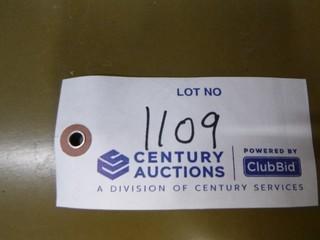 LOT NO
1109
CENTURY AUCTIONS
POWERED BY
ClubBid
A DIVISION OF CENTURY SERVICES